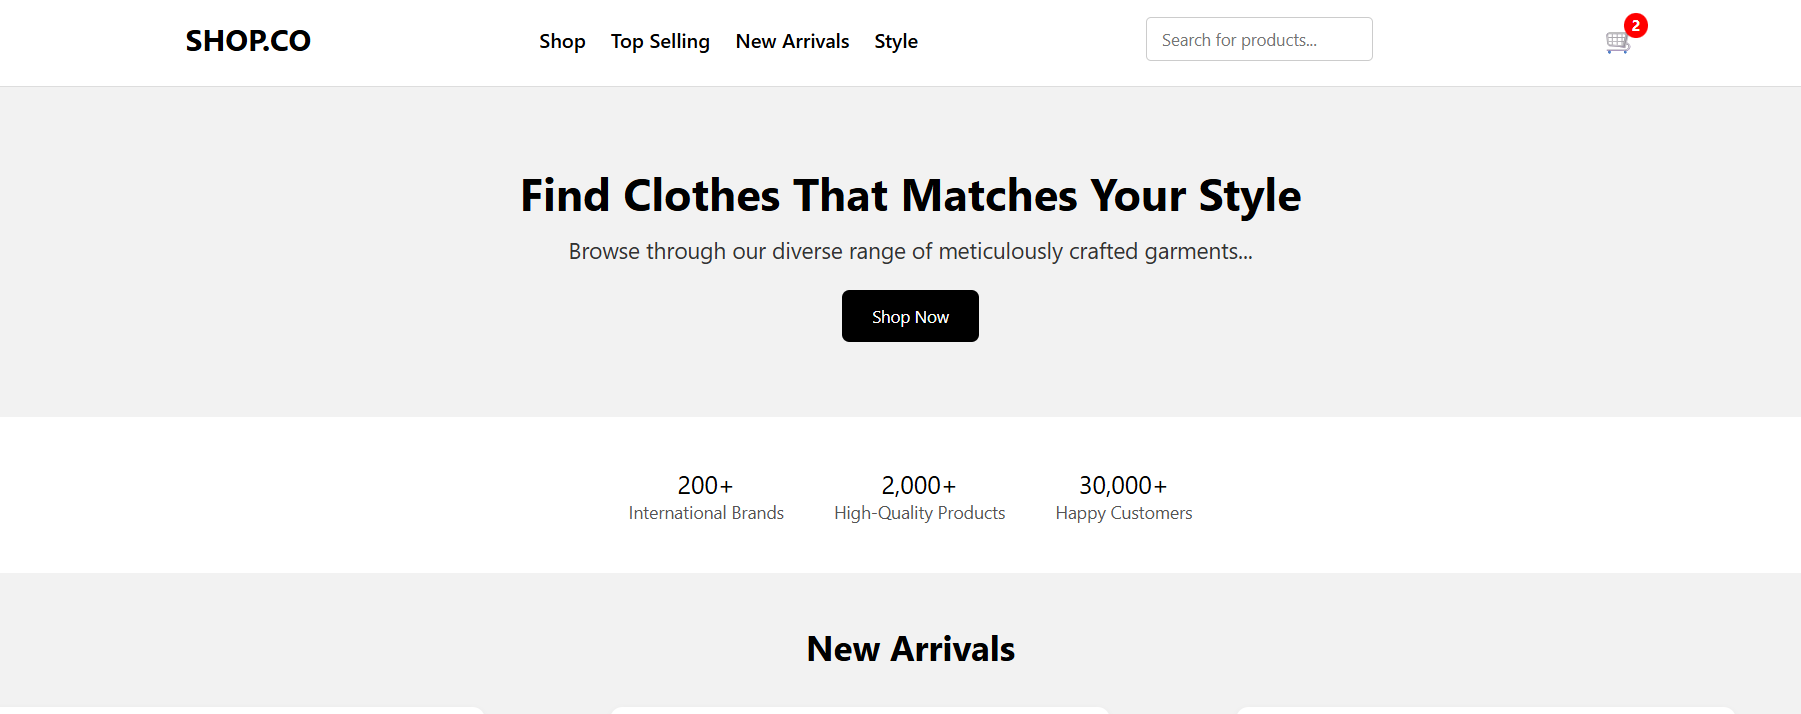 SHOP.CO
Shop Top Selling New Arrivals Style
Search for products...
2
Find Clothes That Matches Your Style
Browse through our diverse range of meticulously crafted garments...
Shop Now
200+ 2,000+ 30,000+
International Brands High-Quality Products Happy Customers
New Arrivals